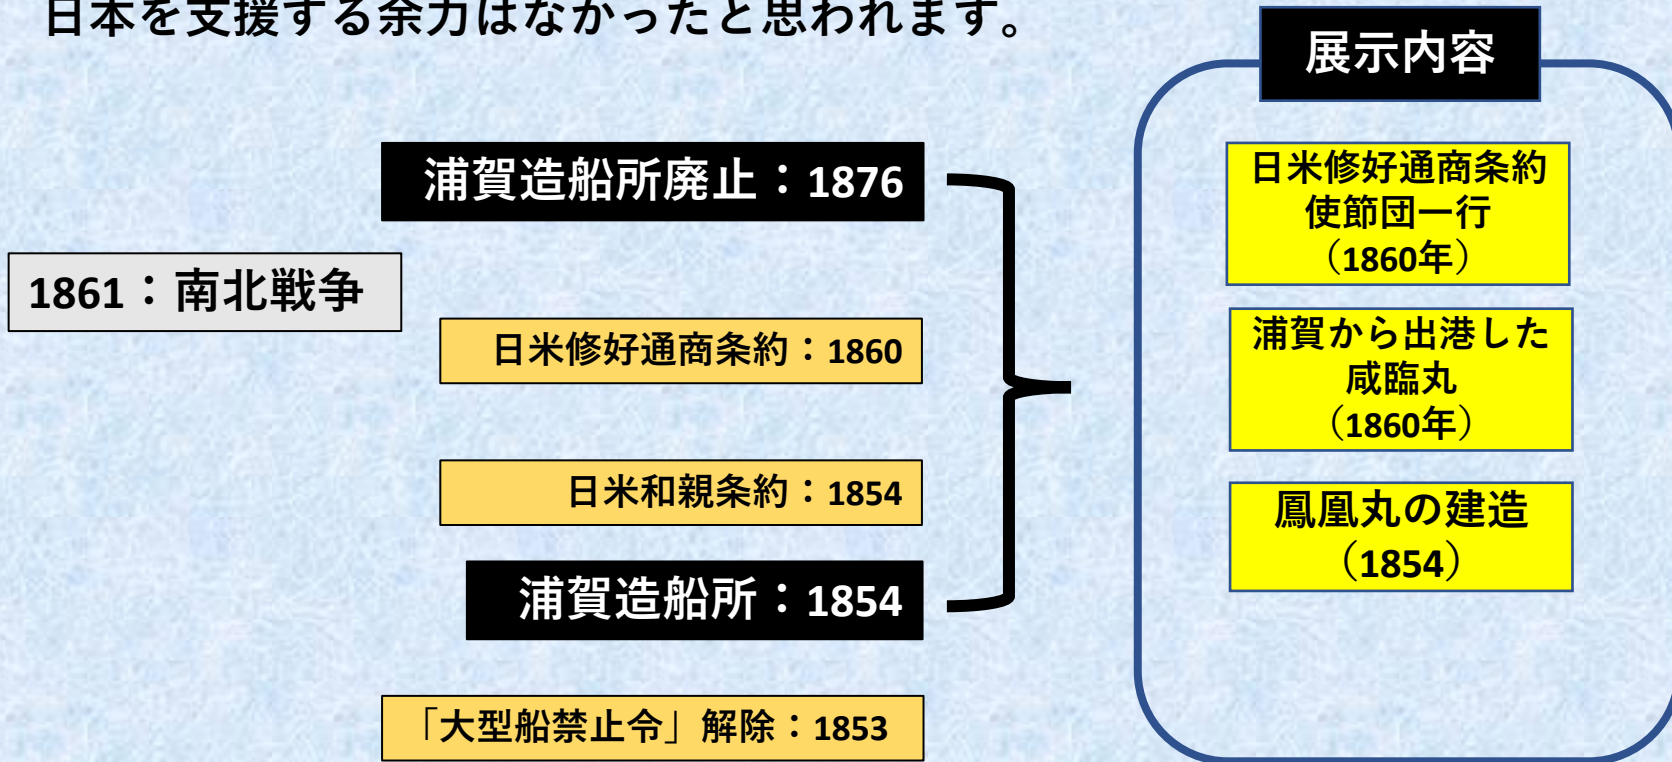 日本を支援する余力はなかったと思われます。
展示内容
浦賀造船所廃止：1876
1861：南北戦争
日米修好通商条約：1860
日米和親条約：1854
浦賀造船所：1854
「大型船禁止令」解除：1853
日米修好通商条約
使節団一行
（1860年）
浦賀から出港した
咸臨丸
（1860年）
鳳凰丸の建造
（1854）